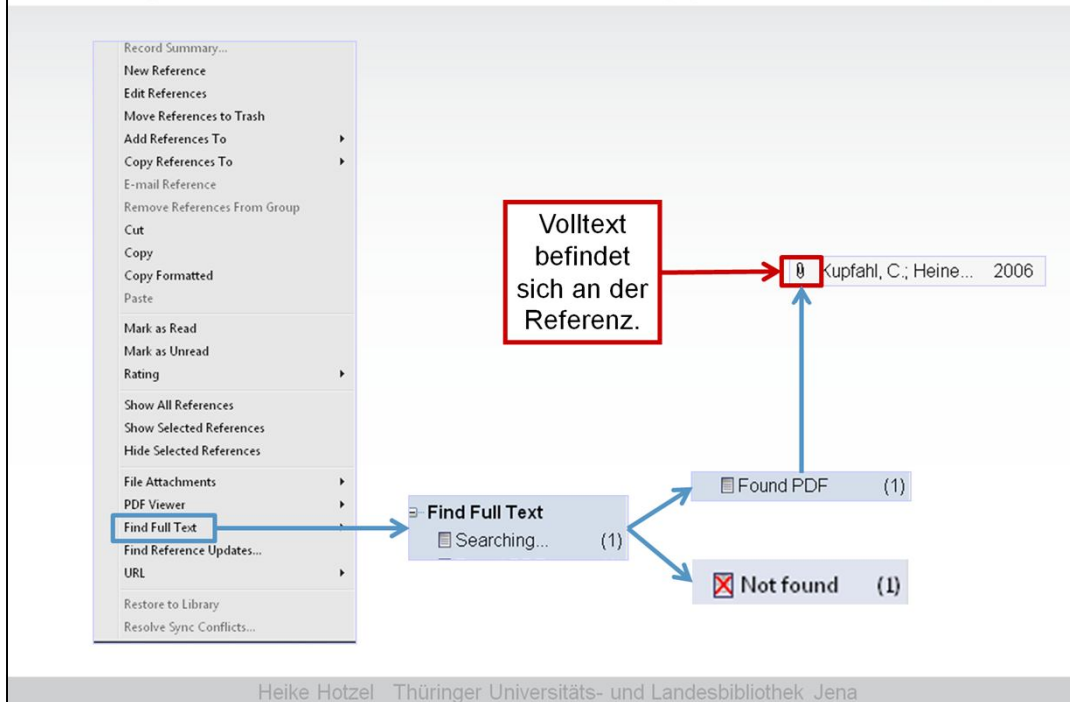 Record Summary...
New Reference
Edit References
Move References to Trash
Add References To
Copy References To
E-mail Reference
Remove References From Group
Cut
Copy
Copy Formatted
Paste
Mark as Read
Mark as Unread
Rating
Show All References
Show Selected References
Hide Selected References
File Attachments
PDF Viewer
Find Full Text
Find Reference Updates...
URL
Restore to Library
Resolve Sync Conflicts...
Find Full Text
Searching... (1)
Volltext
befindet
sich an der
Referenz.
Kupfahl, C.; Heine... 2006
Found PDF (1)
Not found (1)
Heike Hotzel Thüringer Universitäts- und Landesbibliothek Jena